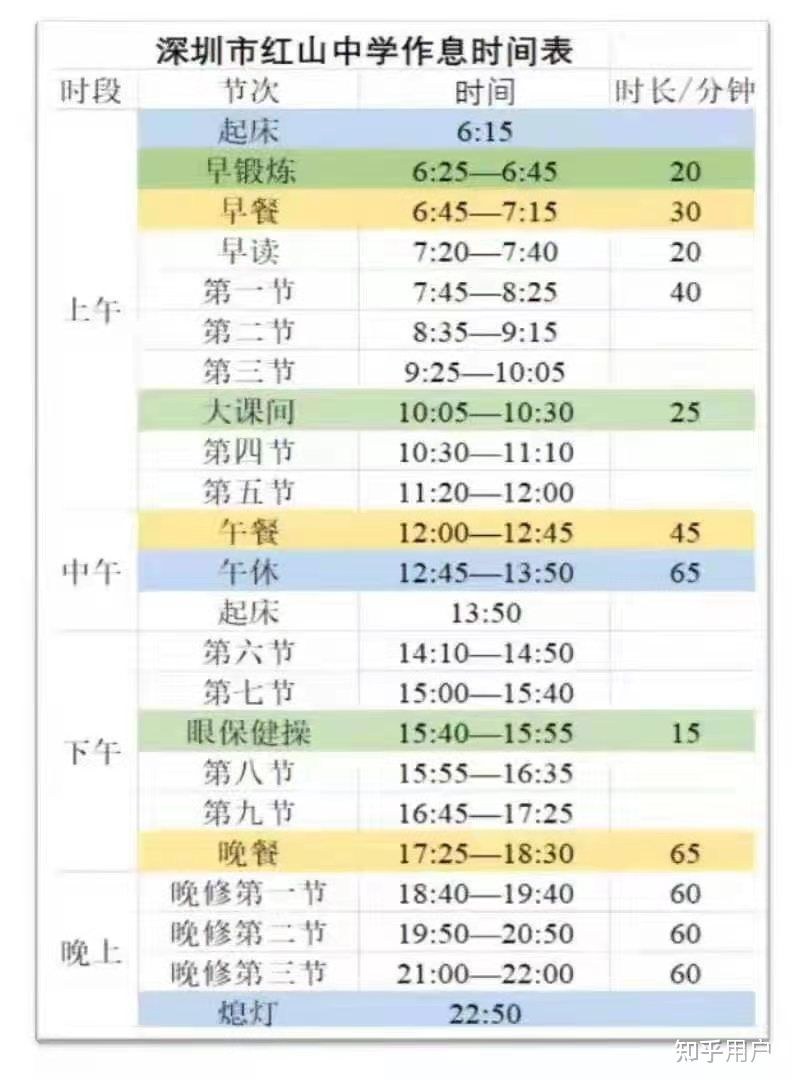 深圳市红山中学作息时间表
时段 节次 时间 时长/分钟
上午
起床 6:15
早锻炼 6:25—6:45 20
早餐 6:45—7:15 30
早读 7:20—7:40 20
第一节 7:45—8:25 40
第二节 8:35—9:15
第三节 9:25—10:05
大课间 10:05—10:30 25
第四节 10:30—11:10
第五节 11:20—12:00
中午
午餐 12:00—12:45 45
午休 12:45—13:50 65
起床 13:50
下午
第六节 14:10—14:50
第七节 15:00—15:40
眼保健操 15:40—15:55 15
第八节 15:55—16:35
第九节 16:45—17:25
晚餐 17:25—18:30 65
晚上
晚修第一节 18:40—19:40 60
晚修第二节 19:50—20:50 60
晚修第三节 21:00—22:00 60
熄灯 22:50
知乎用户